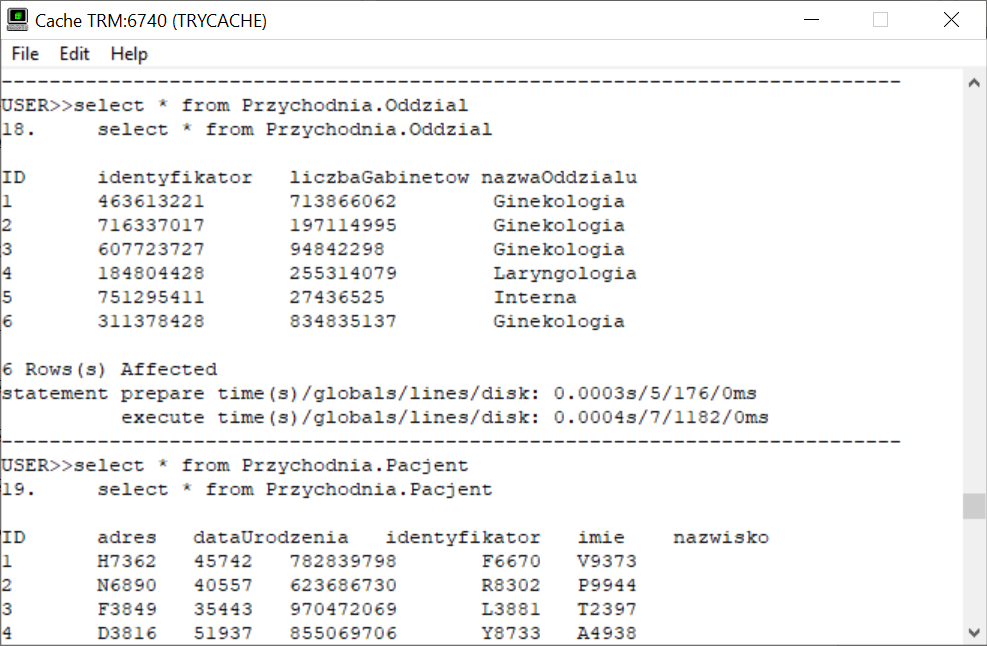 Cache TRM:6740 (TRYCACHE)
File Edit Help
---------------------------------------------------------------------------
USER>>select * from Przychodnia.Oddzial
18.     select * from Przychodnia.Oddzial
ID      identyfikator   liczbaGabinetow nazwaOddzialu
1       463613221       713866062        Ginekologia
2       716337017       197114995        Ginekologia
3       607723727       94842298         Ginekologia
4       184804428       255314079        Laryngologia
5       751295411       27436525         Interna
6       311378428       834835137        Ginekologia
6 Rows(s) Affected
statement prepare time(s)/globals/lines/disk: 0.0003s/5/176/0ms
          execute time(s)/globals/lines/disk: 0.0004s/7/1182/0ms
---------------------------------------------------------------------------
USER>>select * from Przychodnia.Pacjent
19.     select * from Przychodnia.Pacjent
ID      adres   dataUrodzenia   identyfikator   imie    nazwisko
1       H7362   45742   782839798       F6670   V9373
2       N6890   40557   623686730       R8302   P9944
3       F3849   35443   970472069       L3881   T2397
4       D3816   51937   855069706       Y8733   A4938